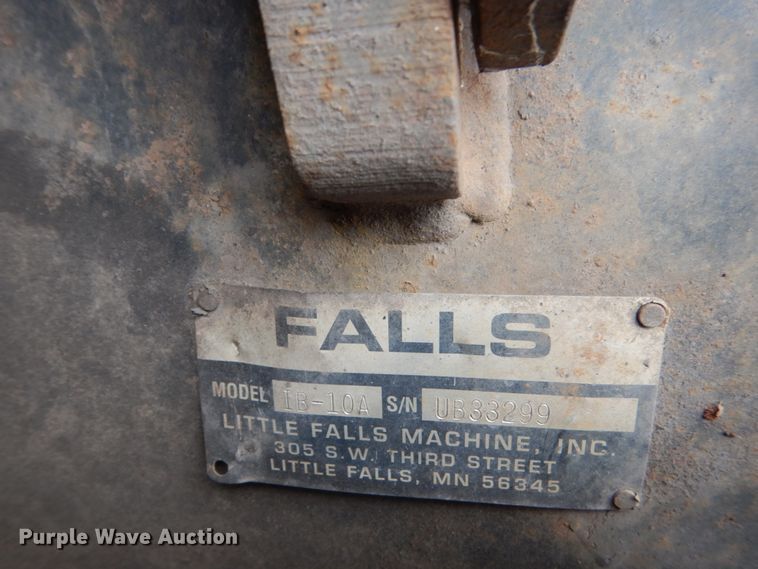 FALLS
MODEL IB-10A S/N UB33299
LITTLE FALLS MACHINE, INC.
305 S.W. THIRD STREET
LITTLE FALLS, MN 56345
Purple Wave Auction